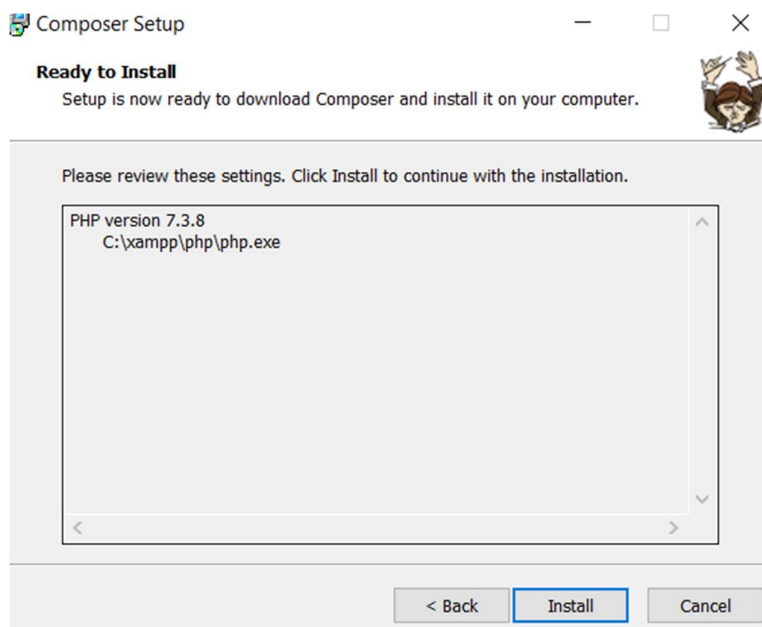 Composer Setup
Ready to Install
Setup is now ready to download Composer and install it on your computer.
Please review these settings. Click Install to continue with the installation.
PHP version 7.3.8
C:\xampp\php\php.exe
< Back
Install
Cancel